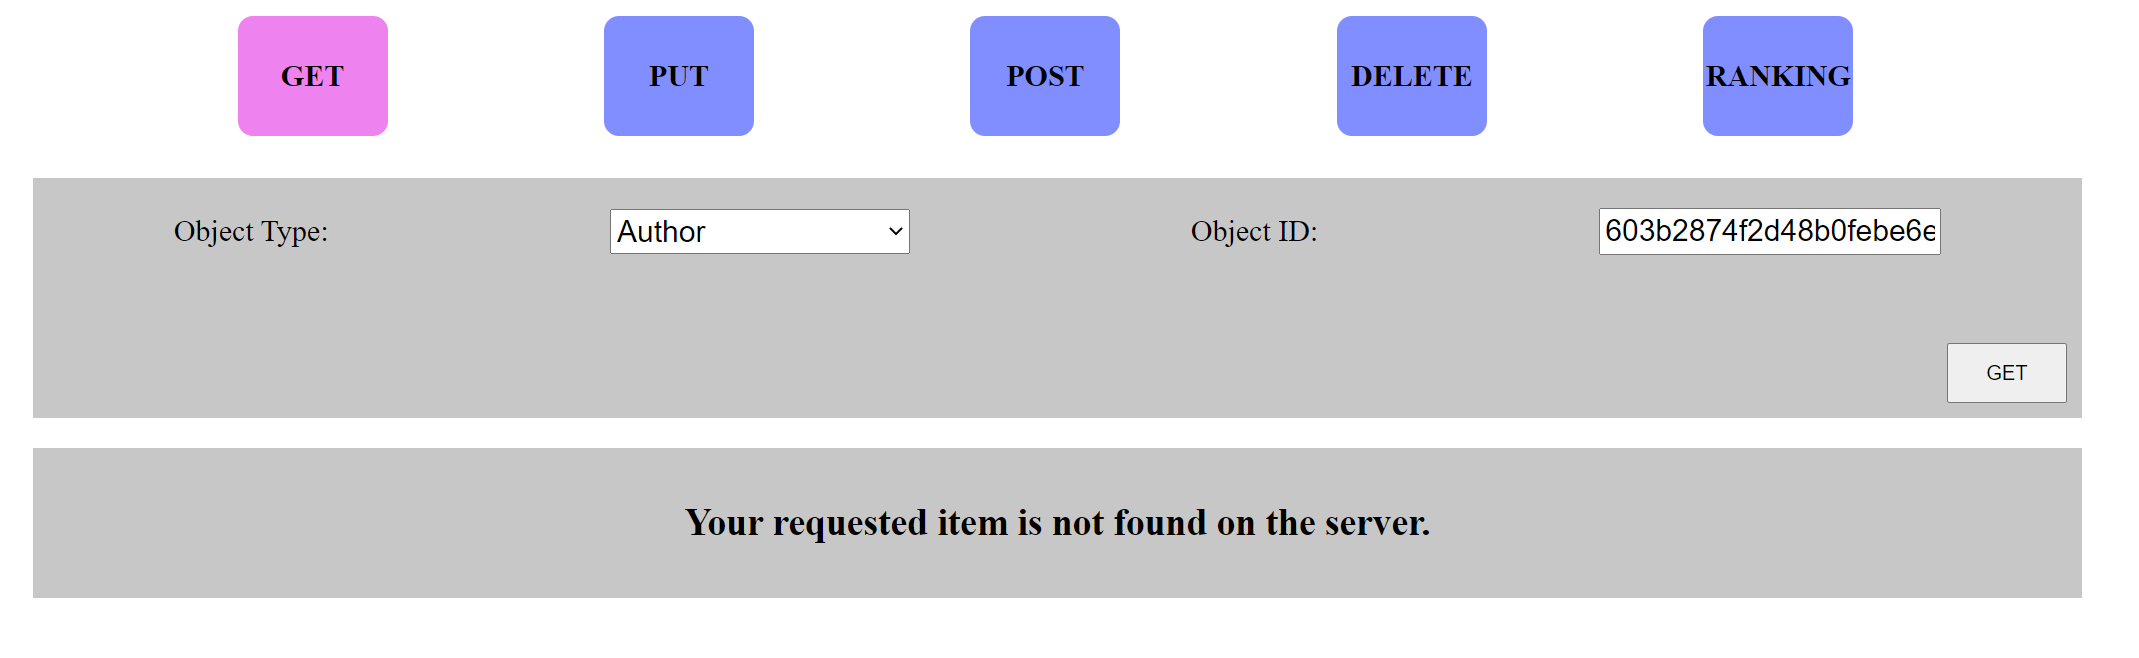 GET PUT POST DELETE RANKING
Object Type: Author Object ID: 603b2874f2d48b0febe6e
GET
Your requested item is not found on the server.